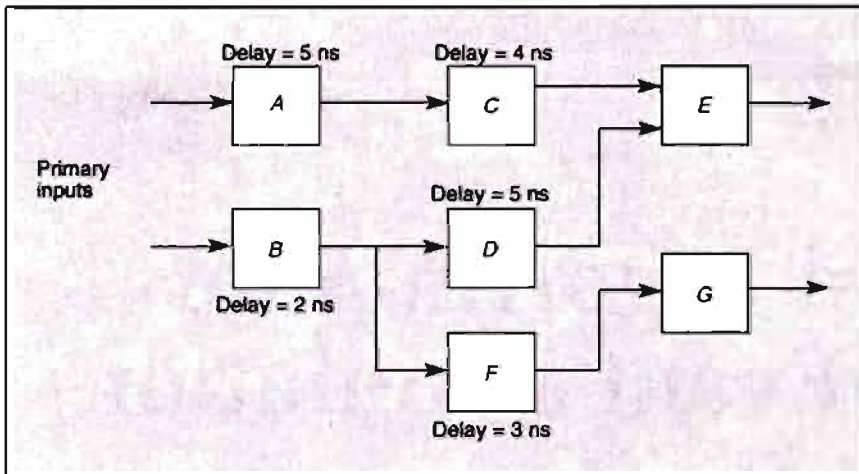 Delay = 5 ns
Delay = 4 ns
A
C
E
Primary
inputs
Delay = 5 ns
B
D
G
Delay = 2 ns
F
Delay = 3 ns